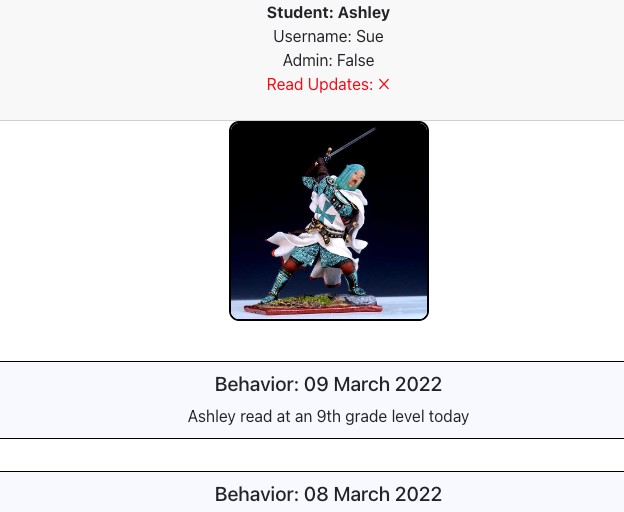 Student: Ashley
Username: Sue
Admin: False
Read Updates: ✕
Behavior: 09 March 2022
Ashley read at an 9th grade level today
Behavior: 08 March 2022